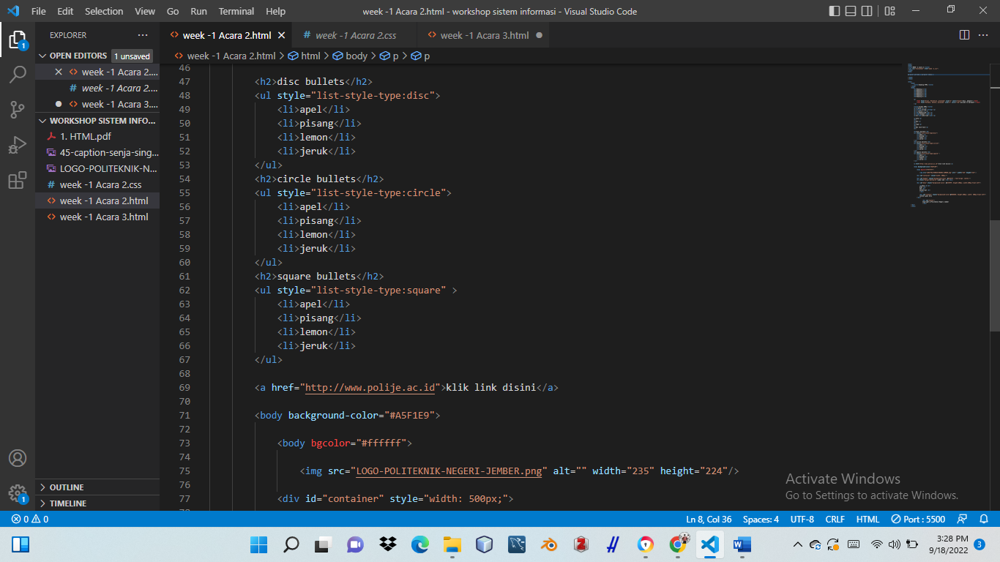 File Edit Selection View Go Run Terminal Help
week -1 Acara 2.html - workshop sistem informasi - Visual Studio Code
EXPLORER
OPEN EDITORS 1 unsaved
week -1 Acara 2....
week -1 Acara 2....
week -1 Acara 3....
WORKSHOP SISTEM INFO...
1. HTML.pdf
45-caption-senja-sing...
LOGO-POLITEKNIK-N...
week -1 Acara 2.css
week -1 Acara 2.html
week -1 Acara 3.html
OUTLINE
TIMELINE
week -1 Acara 2.html week -1 Acara 2.css week -1 Acara 3.html
week -1 Acara 2.html > html > body > p > p
46
47 <h2>disc bullets</h2>
48 <ul style="list-style-type:disc">
49 <li>apel</li>
50 <li>pisang</li>
51 <li>lemon</li>
52 <li>jeruk</li>
53 </ul>
54 <h2>circle bullets</h2>
55 <ul style="list-style-type:circle">
56 <li>apel</li>
57 <li>pisang</li>
58 <li>lemon</li>
59 <li>jeruk</li>
60 </ul>
61 <h2>square bullets</h2>
62 <ul style="list-style-type:square" >
63 <li>apel</li>
64 <li>pisang</li>
65 <li>lemon</li>
66 <li>jeruk</li>
67 </ul>
68
69 <a href="http://www.polije.ac.id">klik link disini</a>
70
71 <body background-color="#A5F1E9">
72
73 <body bgcolor="#ffffff">
74
75 <img src="LOGO-POLITEKNIK-NEGERI-JEMBER.png" alt="" width="235" height="224"/>
76
77 <div id="container" style="width: 500px;">
Activate Windows
Go to Settings to activate Windows.
1
1
0 0
Ln 8, Col 36 Spaces: 4 UTF-8 CRLF HTML Port : 5500
3:28 PM
9/18/2022
3